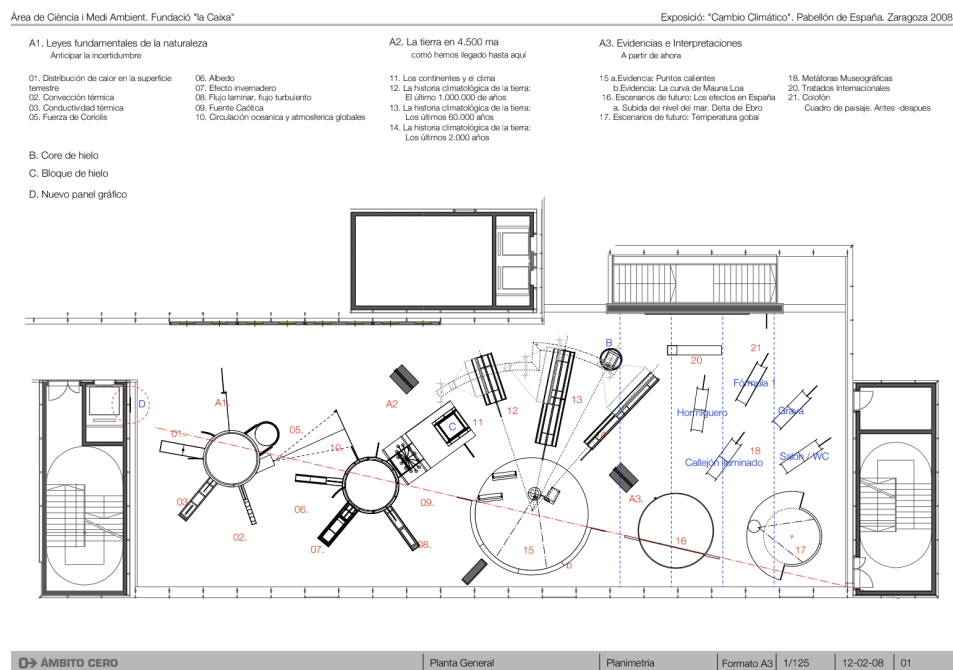 Àrea de Ciència i Medi Ambient. Fundació "la Caixa"
Exposició: "Cambio Climático". Pabellón de España. Zaragoza 2008
A1. Leyes fundamentales de la naturaleza
Anticipar la incertidumbre
01. Distribución de calor en la superficie
terrestre
02. Convección térmica
03. Conductividad térmica
05. Fuerza de Coriolis
06. Albedo
07. Efecto invernadero
08. Flujo laminar, flujo turbulento
09. Fuente Caótica
10. Circulación oceanica y atmosferica globales
A2. La tierra en 4.500 ma
comó hemos llegado hasta aquí
11. Los continentes y el clima
12. La historia climatológica de la tierra:
El último 1.000.000 de años
13. La historia climatológica de la tierra:
Los últimos 60.000 años
14. La historia climatológica de la tierra:
Los últimos 2.000 años
A3. Evidencias e Interpretaciones
A partir de ahora
15 a.Evidencia: Puntos calientes
b.Evidencia: La curva de Mauna Loa
16. Escenarios de futuro: Los efectos en España
a. Subida del nivel del mar. Delta del Ebro
17. Escenarios de futuro: Temperatura gobal
18. Metáforas Museográficas
20. Tratados Internacionales
21. Colofón
Cuadro de paisaje. Antes -despues
B. Core de hielo
C. Bloque de hielo
D. Nuevo panel gráfico
B
21
20
Fórmula 1
A1.
A2
D
13
12
Hormiguero
Grava
11
C
01.
05.
10.
18
Callejón iluminado
Salón / WC
03.
06.
09.
A3.
02.
07.
08.
15
b
16
17
ÁMBITO CERO
Planta General
Planimetria
Formato A3
1/125
12-02-08
01